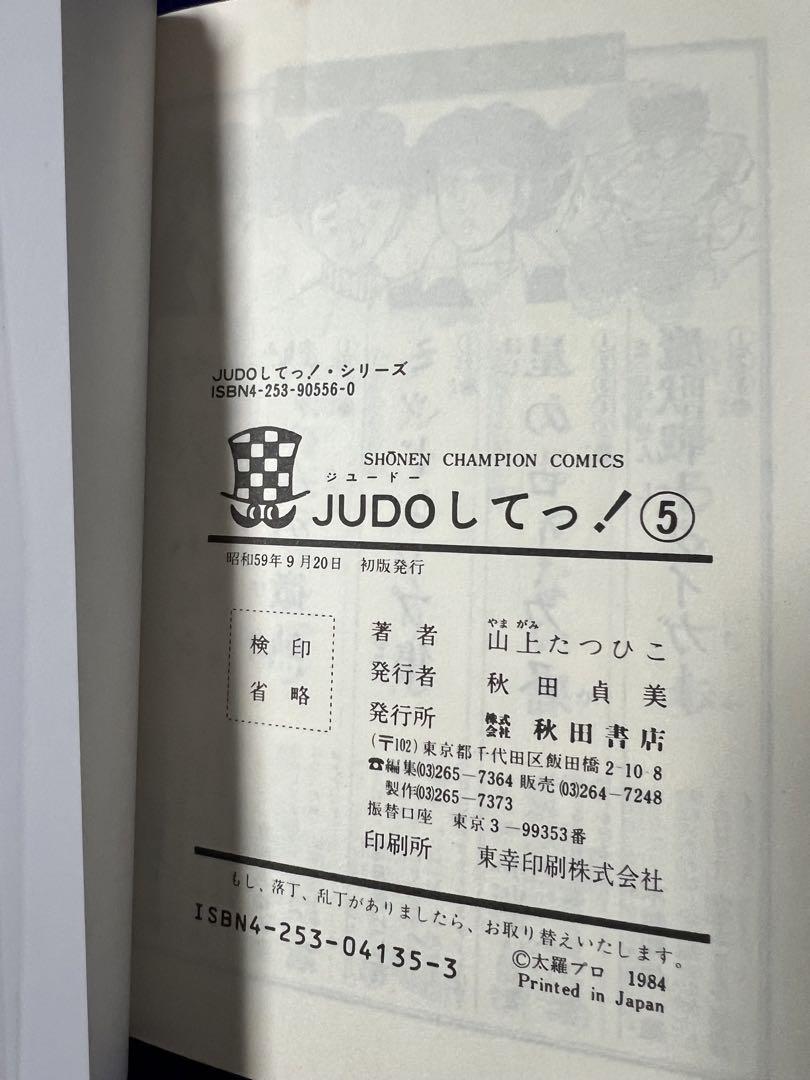 JUDOしてっ!・シリーズ
ISBN4-253-90556-0
SHŌNEN CHAMPION COMICS
ジュードー
JUDOしてっ!⑤
昭和59年9月20日 初版発行
検印
省略
やまがみ
著者 山上たつひこ
発行者 秋田貞美
発行所 株式会社 秋田書店
(〒102)東京都千代田区飯田橋2-10-8
☎編集(03)265-7364 販売(03)264-7248
製作(03)265-7373
振替口座 東京3-99353番
印刷所 東幸印刷株式会社
もし、落丁、乱丁がありましたら、お取り替えいたします。
ISBN4-253-04135-3
©太羅プロ 1984
Printed in Japan